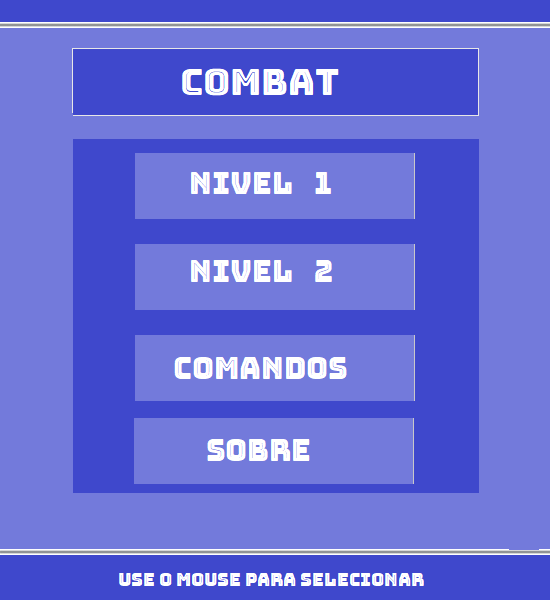 COMBAT
NIVEL 1
NIVEL 2
COMANDOS
SOBRE
USE O MOUSE PARA SELECIONAR